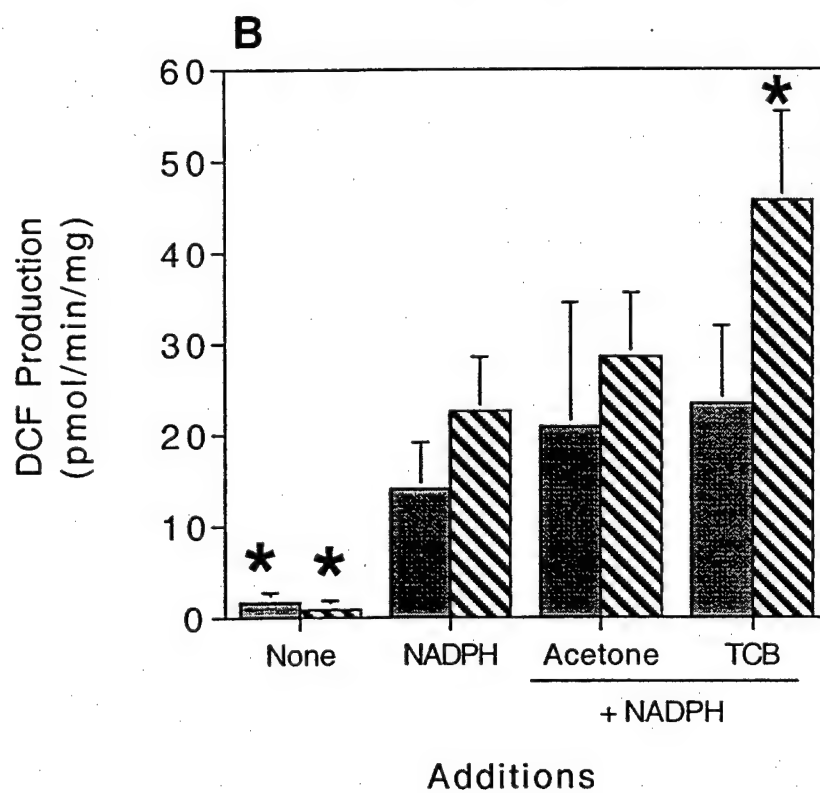 B
DCF Production
(pmol/min/mg)
60
50
40
30
20
10
0
*
*
*
None NADPH Acetone TCB
+ NADPH
Additions